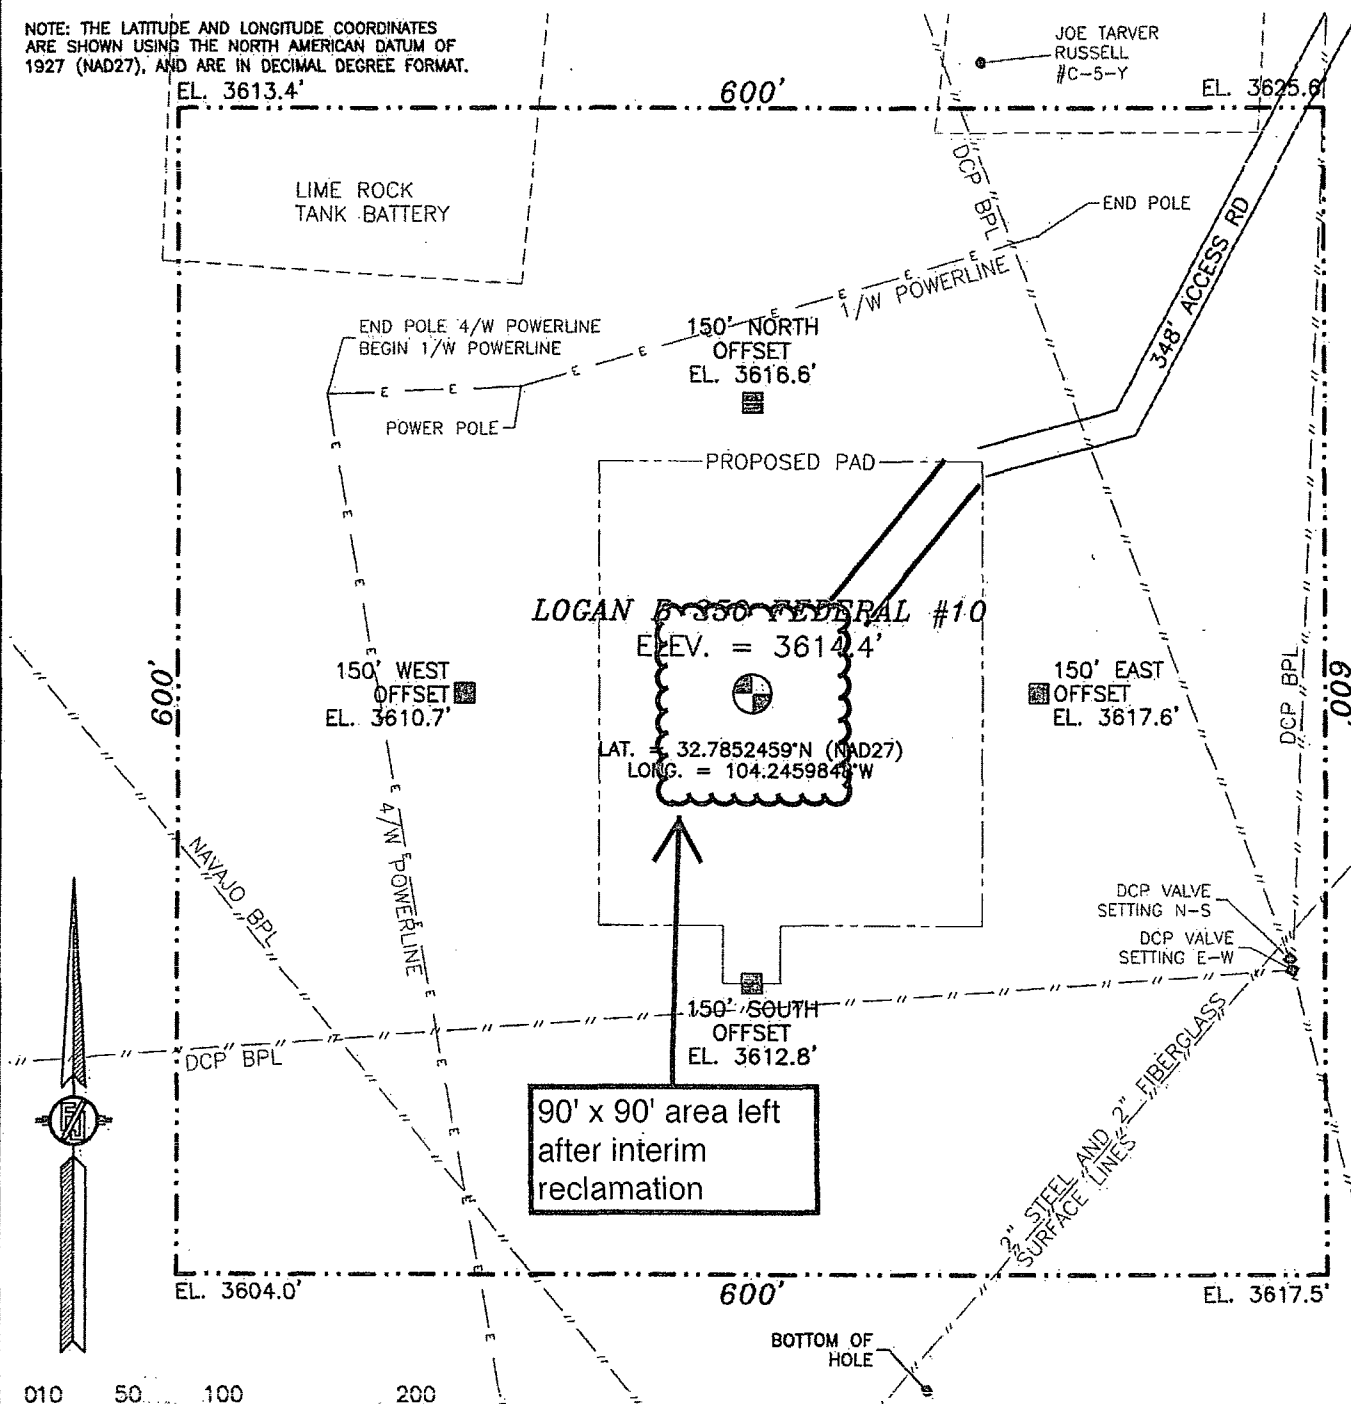 NOTE: THE LATITUDE AND LONGITUDE COORDINATES
ARE SHOWN USING THE NORTH AMERICAN DATUM OF
1927 (NAD27), AND ARE IN DECIMAL DEGREE FORMAT.
JOE TARVER
RUSSELL
#C-5-Y
EL. 3613.4'
600'
EL. 3625.6'
DCP BPL
LIME ROCK
TANK BATTERY
END POLE
348' ACCESS RD
1/W POWERLINE
END POLE 4/W POWERLINE
BEGIN 1/W POWERLINE
150' NORTH
OFFSET
EL. 3616.6'
POWER POLE
PROPOSED PAD
LOGAN B FEDERAL #10
ELEV. = 3614.4'
600'
150' WEST
OFFSET
EL. 3610.7'
150' EAST
OFFSET
EL. 3617.6'
DCP BPL
600'
LAT. = 32.7852459°N (NAD27)
LONG. = °W
4/W POWERLINE
NAVAJO BPL
DCP VALVE
SETTING N-S
DCP VALVE
SETTING E-W
150' SOUTH
OFFSET
EL. 3612.8'
DCP BPL
2" STEEL AND 2" FIBERGLASS
SURFACE LINES
90' x 90' area left
after interim
reclamation
EL. 3604.0'
600'
EL. 3617.5'
BOTTOM OF
HOLE
010 50 100 200